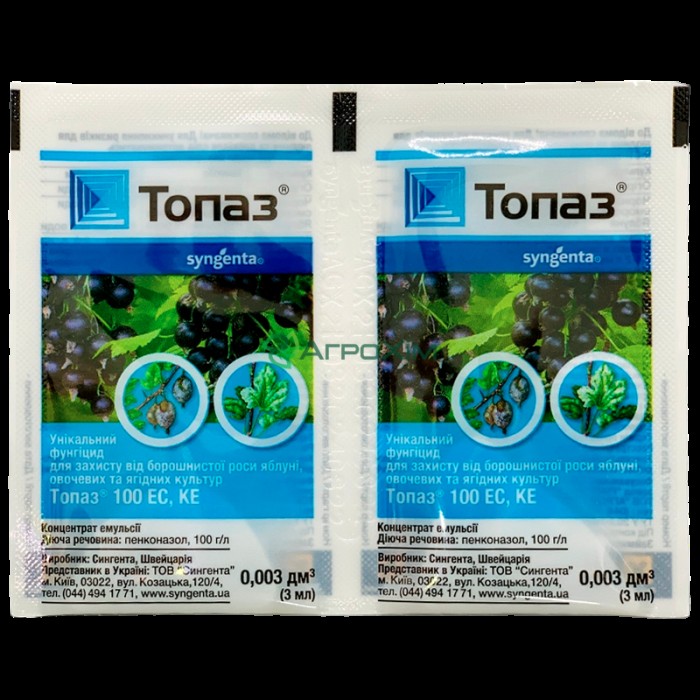 Топаз®
syngenta
Унікальний
фунгіцид
для захисту від борошнистої роси яблуні,
овочевих та ягідних культур
Топаз® 100 ЕС, КЕ
Концентрат емульсії
Діюча речовина: пенконазол, 100 г/л
Виробник: Сингента, Швейцарія
Представник в Україні: ТОВ "Сингента"
м. Київ, 03022, вул. Козацька,120/4,
тел. (044) 494 17 71, www.syngenta.ua
0,003 дм³
(3 мл)
Топаз®
syngenta
Унікальний
фунгіцид
для захисту від борошнистої роси яблуні,
овочевих та ягідних культур
Топаз® 100 ЕС, КЕ
Концентрат емульсії
Діюча речовина: пенконазол, 100 г/л
Виробник: Сингента, Швейцарія
Представник в Україні: ТОВ "Сингента"
м. Київ, 03022, вул. Козацька,120/4,
тел. (044) 494 17 71, www.syngenta.ua
0,003 дм³
(3 мл)